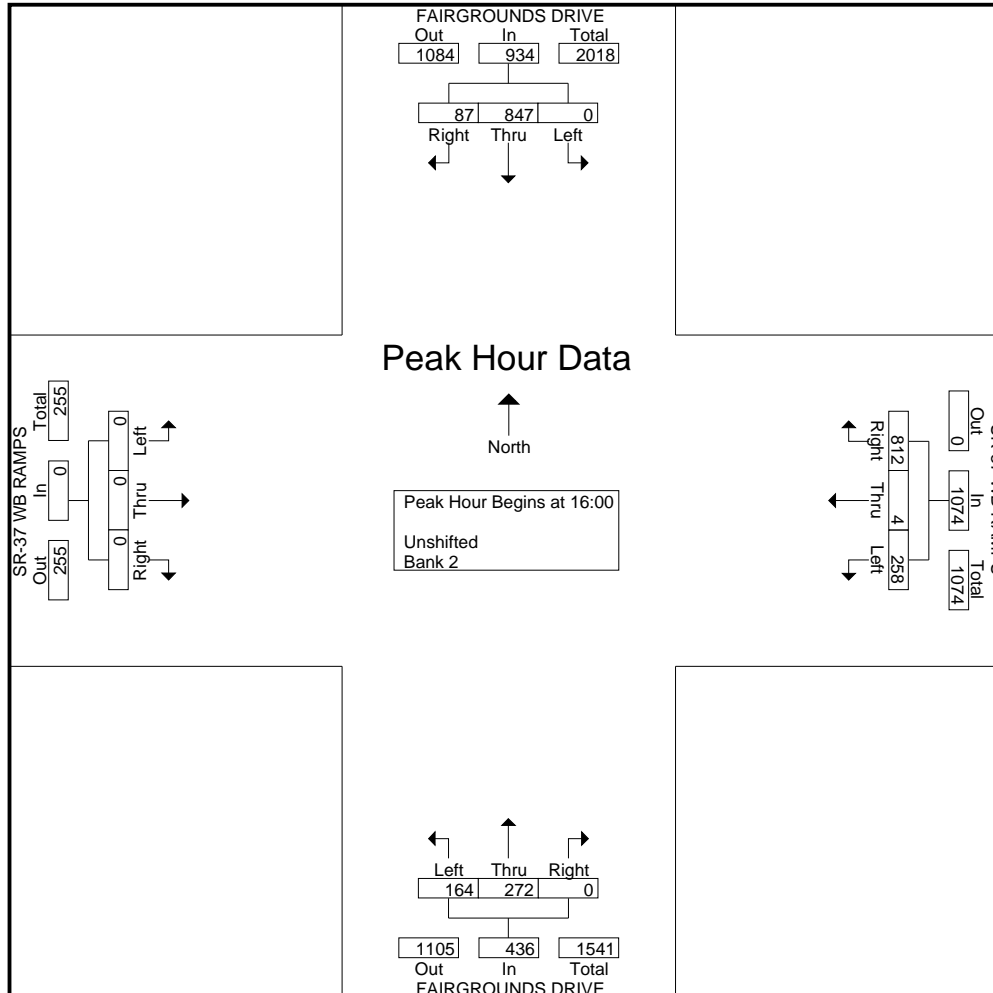 FAIRGROUNDS DRIVE
Out In Total
1084 934 2018
87 847 0
Right Thru Left
Peak Hour Data
North
Peak Hour Begins at 16:00
Unshifted
Bank 2
SR-37 WB RAMPS
Total In Out
255 0 255
0 0 0
Left Thru Right
Right Thru Left
812 4 258
Out In Total
0 1074 1074
Left Thru Right
164 272 0
1105 436 1541
Out In Total
FAIRGROUNDS DRIVE